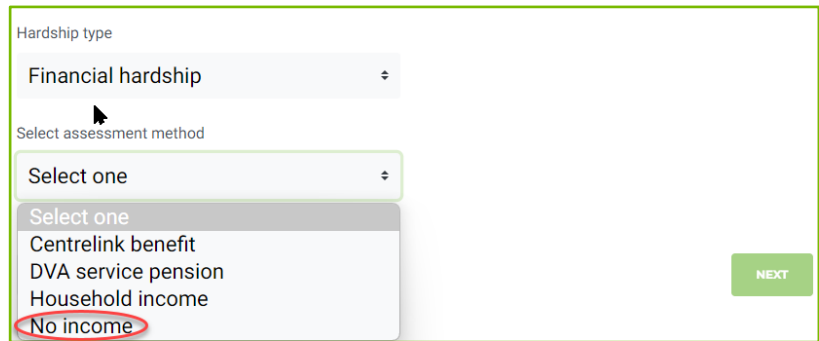 Hardship type
Financial hardship
Select assessment method
Select one
Select one
Centrelink benefit
DVA service pension
Household income
No income
NEXT